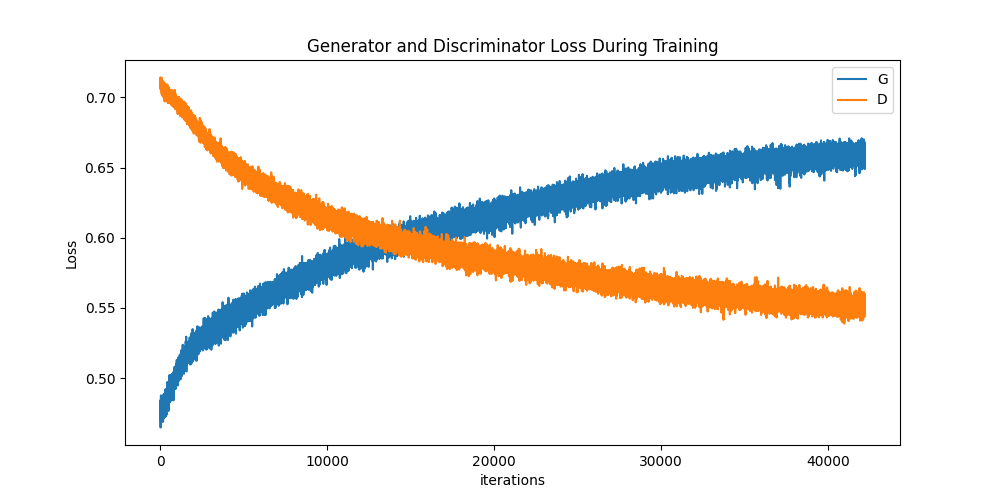 Generator and Discriminator Loss During Training
G
D
Loss
0.70
0.65
0.60
0.55
0.50
0 10000 20000 30000 40000
iterations